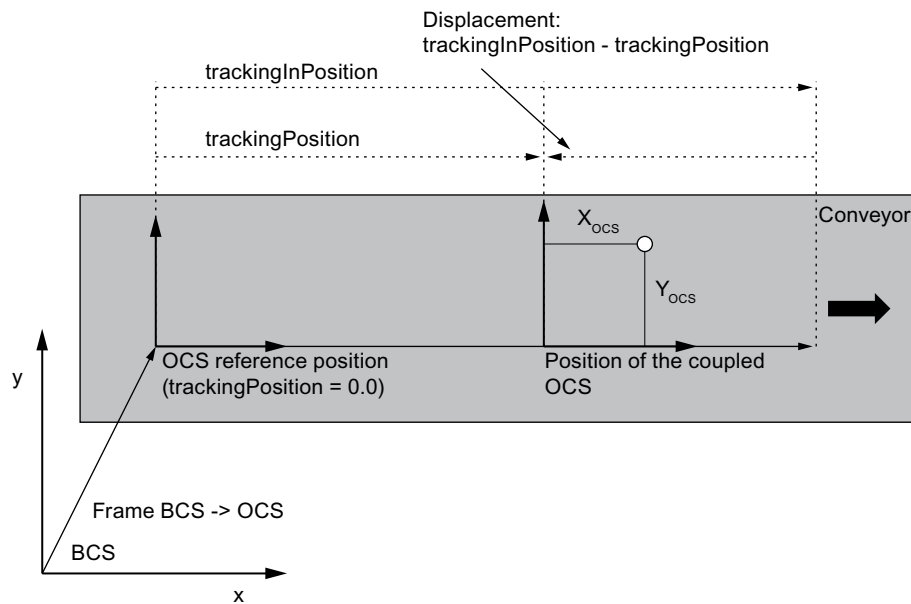 Displacement:
trackingInPosition - trackingPosition
trackingInPosition
trackingPosition
Conveyor
XOCS
YOCS
OCS reference position
(trackingPosition = 0.0)
Position of the coupled
OCS
y
Frame BCS -> OCS
BCS
x